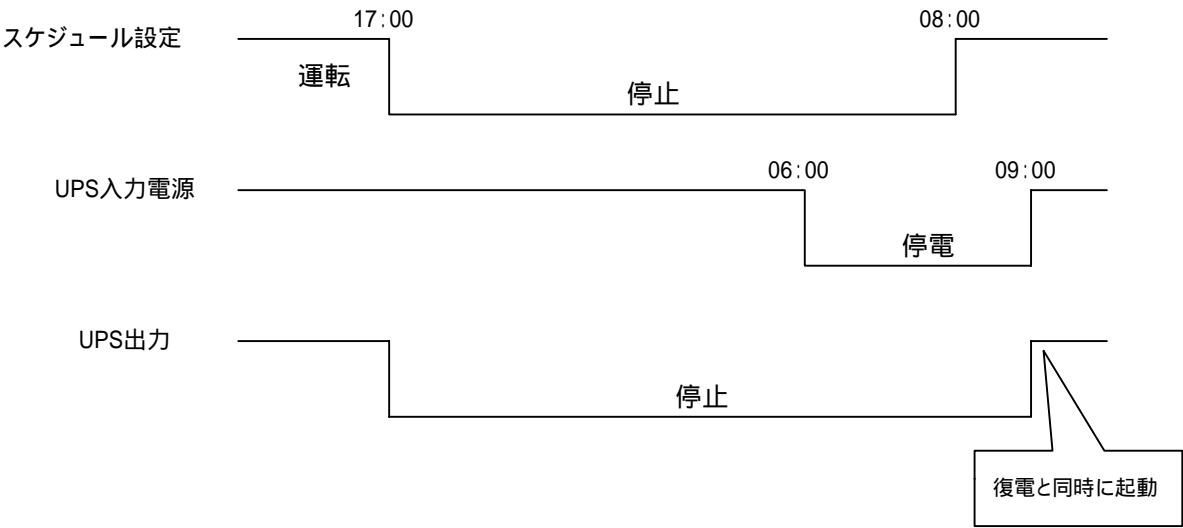 17:00
08:00
スケジュール設定
運転
停止
06:00
09:00
UPS入力電源
停電
UPS出力
停止
復電と同時に起動